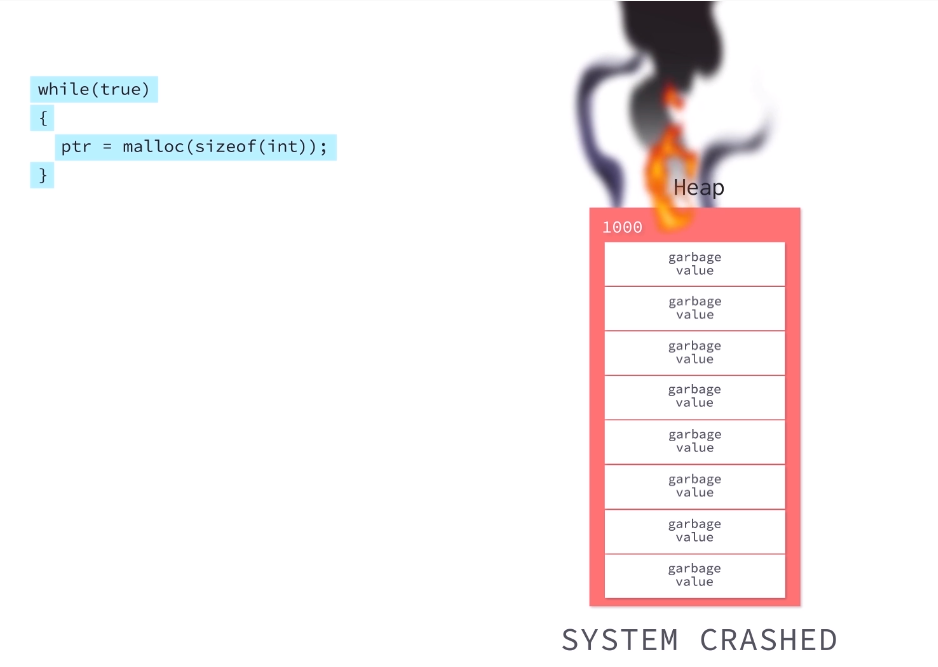 while(true)
{
ptr = malloc(sizeof(int));
}
Heap
1000
garbage
value
garbage
value
garbage
value
garbage
value
garbage
value
garbage
value
garbage
value
garbage
value
SYSTEM CRASHED